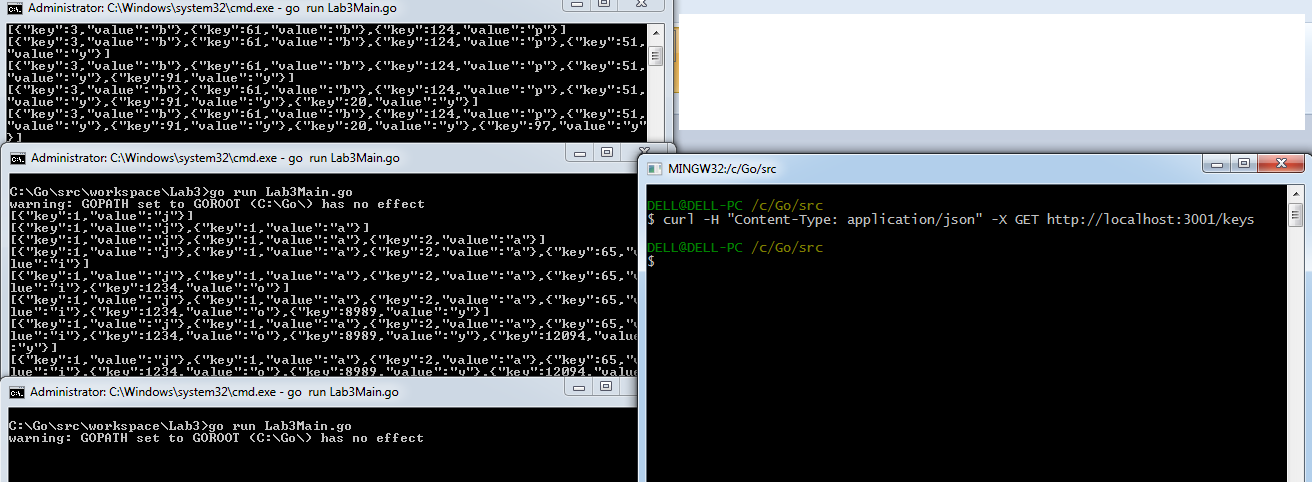 Administrator: C:\Windows\system32\cmd.exe - go  run Lab3Main.go
[{"key":3,"value":"b"},{"key":61,"value":"b"},{"key":124,"value":"p"}]
[{"key":3,"value":"b"},{"key":61,"value":"b"},{"key":124,"value":"p"},{"key":51,
"value":"y"}]
[{"key":3,"value":"b"},{"key":61,"value":"b"},{"key":124,"value":"p"},{"key":51,
"value":"y"},{"key":91,"value":"y"}]
[{"key":3,"value":"b"},{"key":61,"value":"b"},{"key":124,"value":"p"},{"key":51,
"value":"y"},{"key":91,"value":"y"},{"key":20,"value":"y"}]
[{"key":3,"value":"b"},{"key":61,"value":"b"},{"key":124,"value":"p"},{"key":51,
"value":"y"},{"key":91,"value":"y"},{"key":20,"value":"y"},{"key":97,"value":"y"
}]
Administrator: C:\Windows\system32\cmd.exe - go  run Lab3Main.go
C:\Go\src\workspace\Lab3>go run Lab3Main.go
warning: GOPATH set to GOROOT (C:\Go\) has no effect
[{"key":1,"value":"j"}]
[{"key":1,"value":"j"},{"key":1,"value":"a"}]
[{"key":1,"value":"j"},{"key":1,"value":"a"},{"key":2,"value":"a"}]
[{"key":1,"value":"j"},{"key":1,"value":"a"},{"key":2,"value":"a"},{"key":65,"v
lue":"i"}]
[{"key":1,"value":"j"},{"key":1,"value":"a"},{"key":2,"value":"a"},{"key":65,"v
lue":"i"},{"key":1234,"value":"o"}]
[{"key":1,"value":"j"},{"key":1,"value":"a"},{"key":2,"value":"a"},{"key":65,"v
lue":"i"},{"key":1234,"value":"o"},{"key":8989,"value":"y"}]
[{"key":1,"value":"j"},{"key":1,"value":"a"},{"key":2,"value":"a"},{"key":65,"v
lue":"i"},{"key":1234,"value":"o"},{"key":8989,"value":"y"},{"key":12094,"value
:"y"}]
[{"key":1,"value":"j"},{"key":1,"value":"a"},{"key":2,"value":"a"},{"key":65,"v
lue":"i"},{"key":1234,"value":"o"},{"key":8989,"value":"y"},{"key":12094,"value
Administrator: C:\Windows\system32\cmd.exe - go  run Lab3Main.go
C:\Go\src\workspace\Lab3>go run Lab3Main.go
warning: GOPATH set to GOROOT (C:\Go\) has no effect
MINGW32:/c/Go/src
DELL@DELL-PC /c/Go/src
$ curl -H "Content-Type: application/json" -X GET http://localhost:3001/keys
DELL@DELL-PC /c/Go/src
$